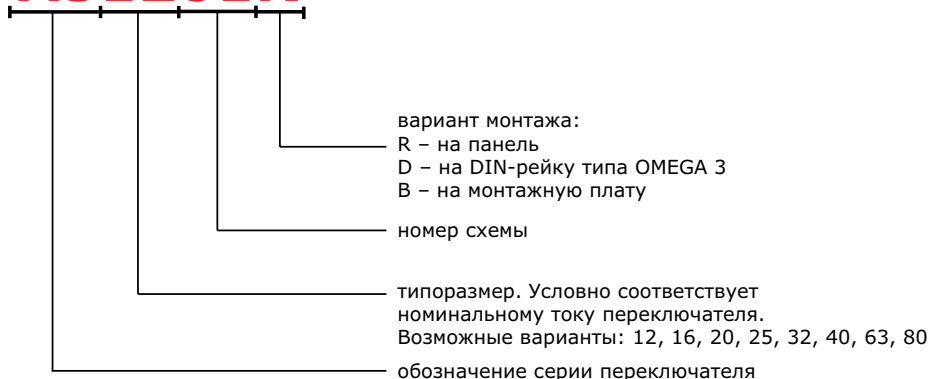 вариант монтажа:
R – на панель
D – на DIN-рейку типа OMEGA 3
B – на монтажную плату
номер схемы
типоразмер. Условно соответствует
номинальному току переключателя.
Возможные варианты: 12, 16, 20, 25, 32, 40, 63, 80
обозначение серии переключателя